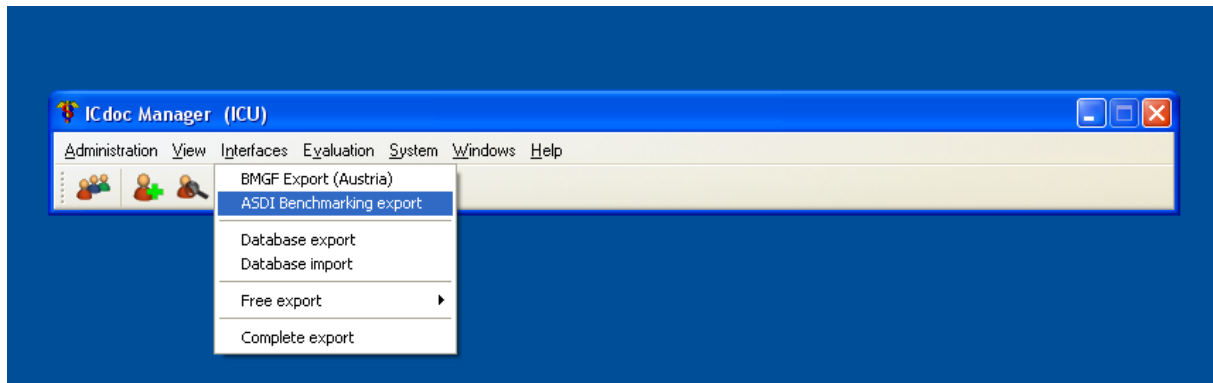 ICdoc Manager (ICU)
Administration View Interfaces Evaluation System Windows Help
BMGF Export (Austria)
ASDI Benchmarking export
Database export
Database import
Free export
Complete export